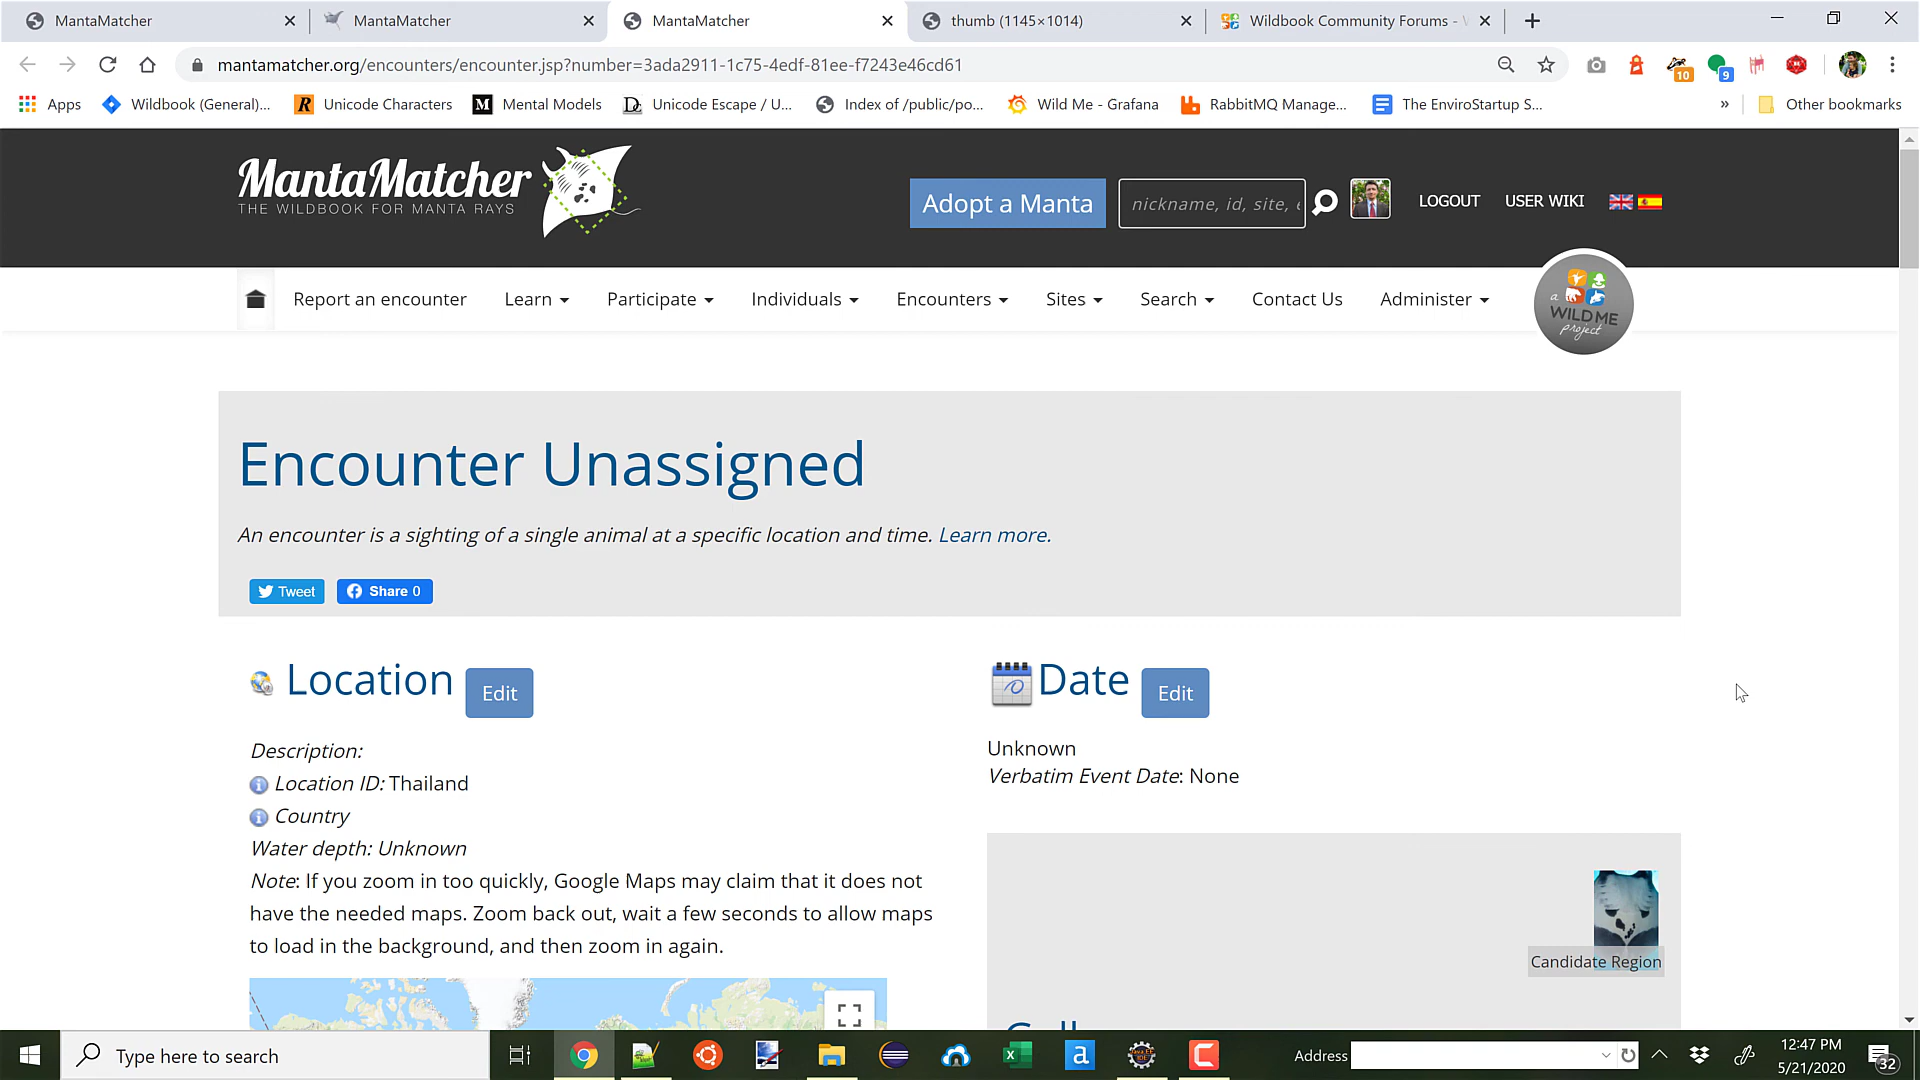 MantaMatcher
MantaMatcher
MantaMatcher
thumb (1145×1014)
Wildbook Community Forums -
mantamatcher.org/encounters/encounter.jsp?number=3ada2911-1c75-4edf-81ee-f7243e46cd61
10
9
Apps
Wildbook (General)...
R
Unicode Characters
M
Mental Models
Unicode Escape / U...
Index of /public/po...
Wild Me - Grafana
RabbitMQ Manage...
The EnviroStartup S...
»
Other bookmarks
MantaMatcher
THE WILDBOOK FOR MANTA RAYS
Adopt a Manta
nickname, id, site,
LOGOUT
USER WIKI
Report an encounter
Learn
Participate
Individuals
Encounters
Sites
Search
Contact Us
Administer
a
WILD ME
project
Encounter Unassigned
An encounter is a sighting of a single animal at a specific location and time. Learn more.
Tweet
Share 0
Location
Edit
Date
Edit
Description:
Location ID: Thailand
Country
Water depth: Unknown
Note: If you zoom in too quickly, Google Maps may claim that it does not
have the needed maps. Zoom back out, wait a few seconds to allow maps
to load in the background, and then zoom in again.
Unknown
Verbatim Event Date: None
Candidate Region
Type here to search
a
Address
12:47 PM
5/21/2020
32